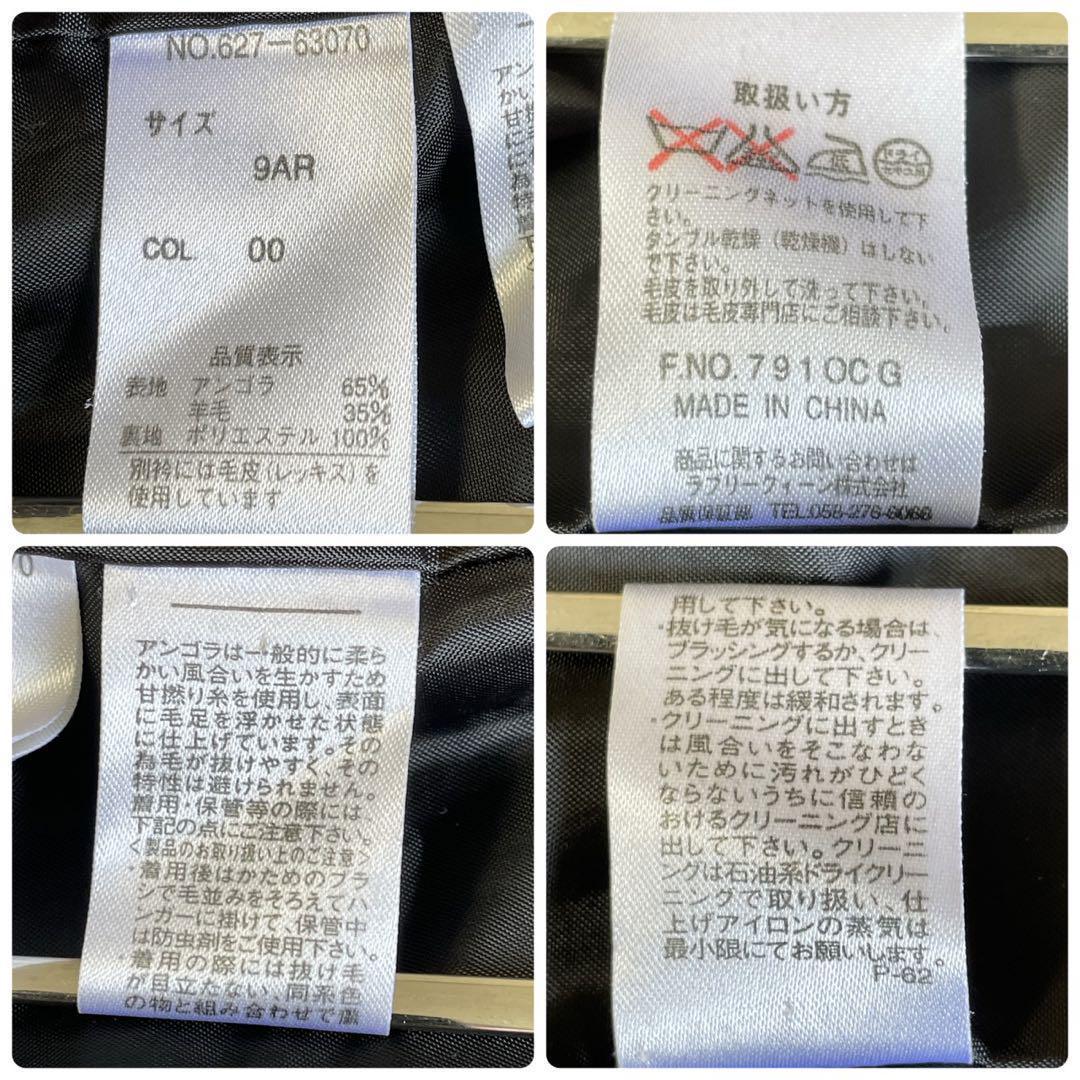 NO.627-63070
サイズ
9AR
COL 00
品質表示
表地 アンゴラ 65%
羊毛 35%
裏地 ポリエステル 100%
別衿には毛皮(レッキス)を
使用しています
取扱い方
低
ドライ
セキユ系
クリーニングネットを使用して下
さい。
タンブル乾燥(乾燥機)はしない
で下さい。
毛皮を取り外して洗って下さい。
毛皮は毛皮専門店にご相談下さい。
F.NO.791OCG
MADE IN CHINA
商品に関するお問い合わせは
ラブリークィーン株式会社
品質保証部 TEL:058-276-6068
アンゴラは一般的に柔ら
かい風合いを生かすため
甘撚り糸を使用し、表面
に毛足を浮かせた状態
に仕上げています。その
為毛が抜けやすく、その
特性は避けられません。
着用・保管等の際には
下記の点にご注意下さい。
<製品のお取り扱い上のご注意>
・着用後はかためのブラ
シで毛並みをそろえてハ
ンガーに掛けて、保管中
は防虫剤をご使用下さい。
・着用の際には抜け毛
が目立たない、同系色
の物と組み合わせて着
用して下さい。
・抜け毛が気になる場合は、
ブラッシングするか、クリー
ニングに出して下さい。
ある程度は緩和されます。
・クリーニングに出すとき
は風合いをそこなわな
いために汚れがひどく
ならないうちに信頼の
おけるクリーニング店に
出して下さい。クリーニ
ングは石油系ドライクリー
ニングで取り扱い、仕
上げアイロンの蒸気は
最小限にてお願いします。
P-62